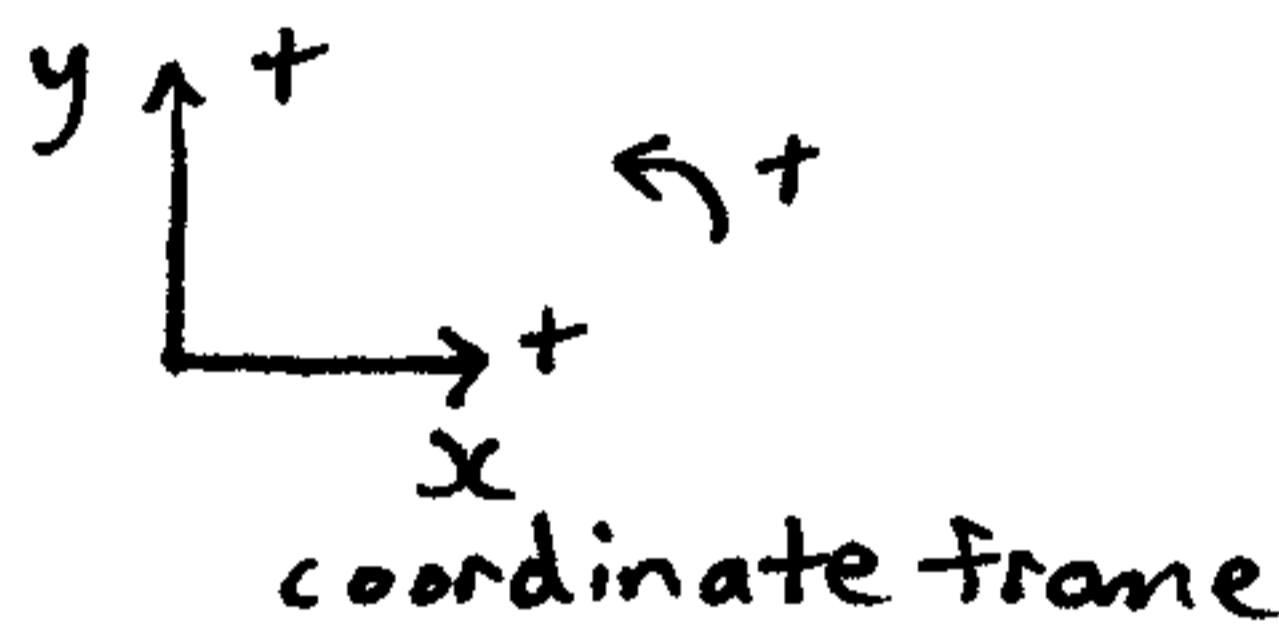 y +
+
+
x
coordinate frame